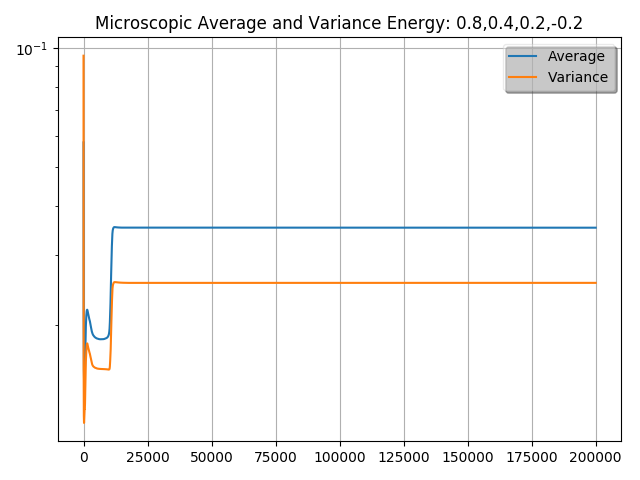 Microscopic Average and Variance Energy: 0.8,0.4,0.2,-0.2
10⁻¹
Average
Variance
0 25000 50000 75000 100000 125000 150000 175000 200000